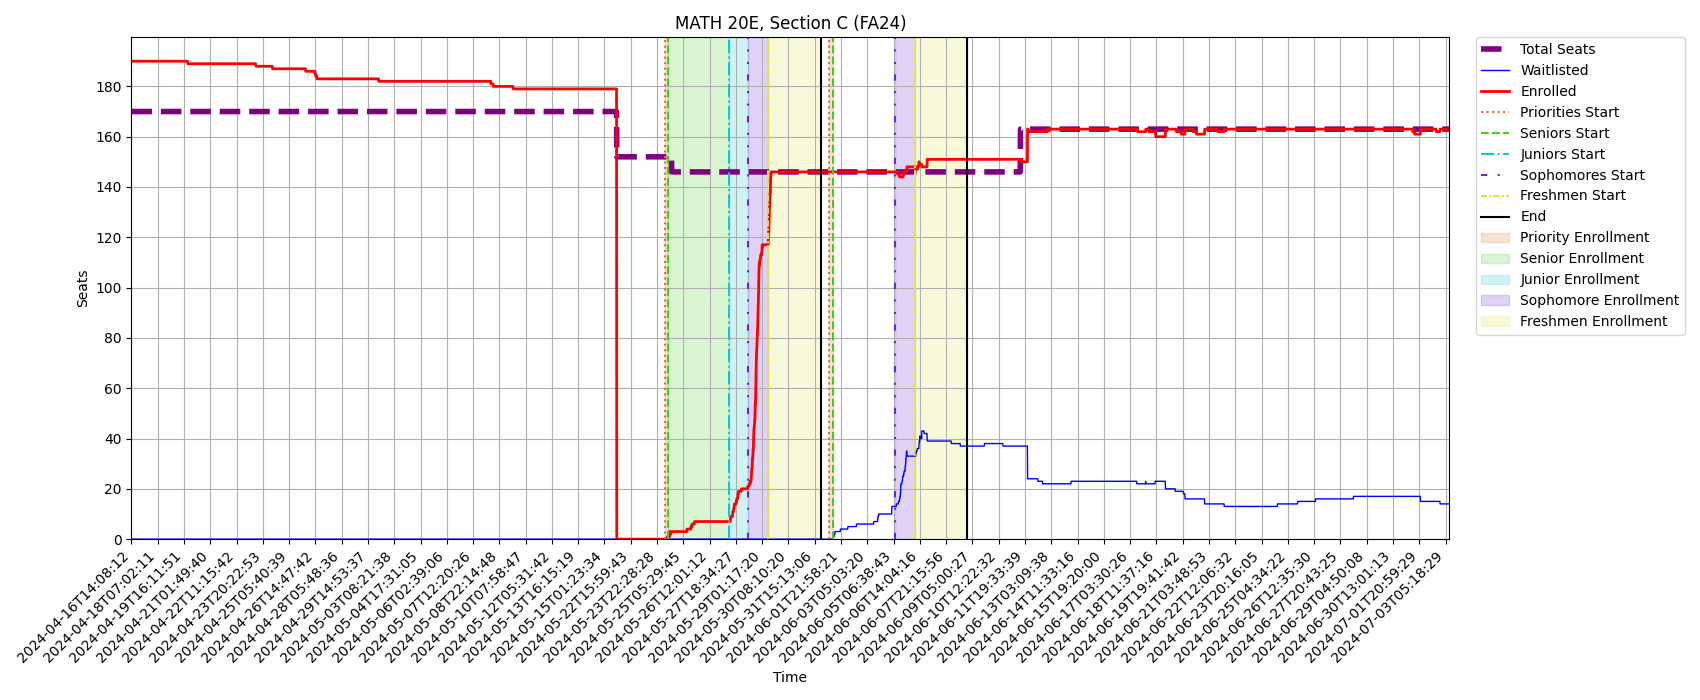 MATH 20E, Section C (FA24)
Seats
180
160
140
120
100
80
60
40
20
0
2024-04-16T14:08:12
2024-04-18T07:02:11
2024-04-19T16:11:51
2024-04-21T01:49:40
2024-04-22T11:15:42
2024-04-23T20:22:53
2024-04-25T05:40:39
2024-04-26T14:47:42
2024-04-28T05:48:36
2024-04-29T14:53:37
2024-05-03T08:21:38
2024-05-04T17:31:05
2024-05-06T02:39:06
2024-05-07T12:20:26
2024-05-08T22:14:48
2024-05-10T07:58:47
2024-05-12T05:31:42
2024-05-13T16:15:19
2024-05-15T01:23:34
2024-05-22T15:59:43
2024-05-23T22:28:28
2024-05-25T05:29:45
2024-05-26T12:01:12
2024-05-27T18:34:27
2024-05-29T01:17:20
2024-05-30T08:10:20
2024-05-31T15:13:06
2024-06-01T21:58:21
2024-06-03T05:03:20
2024-06-05T06:38:43
2024-06-06T14:04:16
2024-06-07T21:15:56
2024-06-09T05:00:27
2024-06-10T12:22:32
2024-06-11T19:33:39
2024-06-13T03:09:38
2024-06-14T11:33:16
2024-06-15T19:20:00
2024-06-17T03:30:26
2024-06-18T11:37:16
2024-06-19T19:41:42
2024-06-21T03:48:53
2024-06-22T12:06:32
2024-06-23T20:16:05
2024-06-25T04:34:22
2024-06-26T12:35:30
2024-06-27T20:43:25
2024-06-29T04:50:08
2024-06-30T13:01:13
2024-07-01T20:59:29
2024-07-03T05:18:29
Time
Total Seats
Waitlisted
Enrolled
Priorities Start
Seniors Start
Juniors Start
Sophomores Start
Freshmen Start
End
Priority Enrollment
Senior Enrollment
Junior Enrollment
Sophomore Enrollment
Freshmen Enrollment